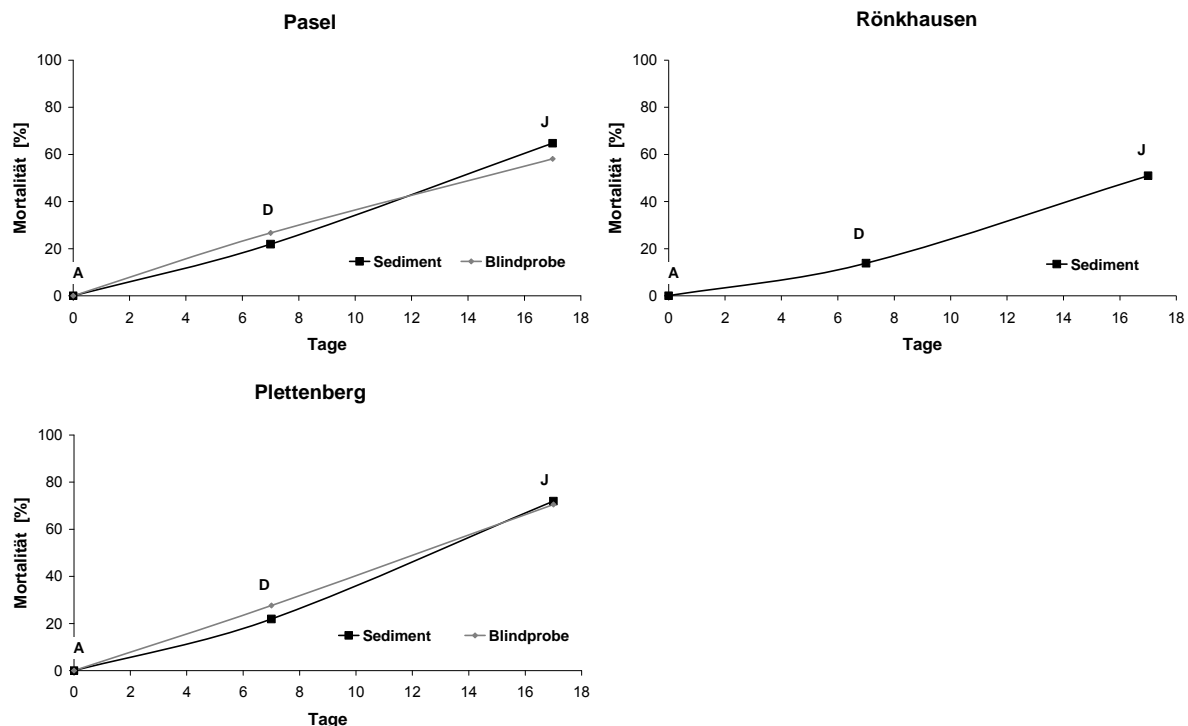 Pasel
100
80
60
40
20
0
Mortalität [%]
A
D
J
Sediment
Blindprobe
0 2 4 6 8 10 12 14 16 18
Tage
Rönkhausen
100
80
60
40
20
0
Mortalität [%]
A
D
J
Sediment
0 2 4 6 8 10 12 14 16 18
Tage
Plettenberg
100
80
60
40
20
0
Mortalität [%]
A
D
J
Sediment
Blindprobe
0 2 4 6 8 10 12 14 16 18
Tage